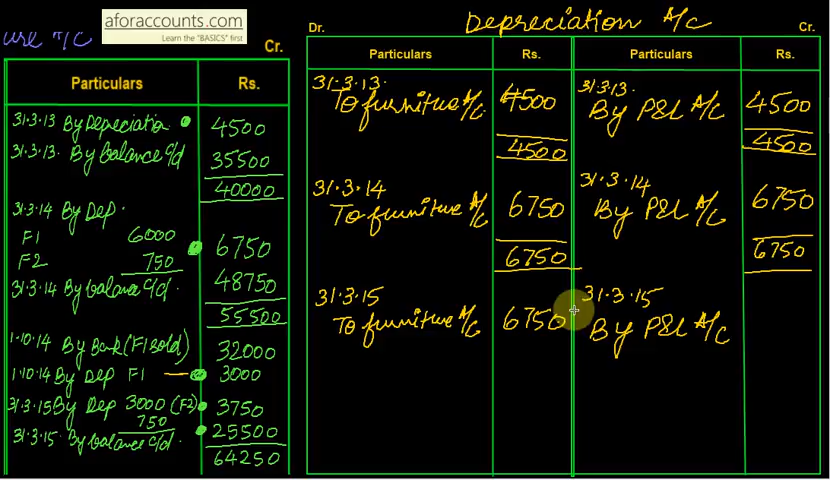 aforaccounts.com
Learn the "BASICS" first
ure A/C
Cr.
Particulars Rs.
31.3.13 By Depreciation 4500
31.3.13. By balance c/d 35500
40000
31.3.14 By Dep.
F1 6000
F2 750 6750
31.3.14 By balance c/d. 48750
55500
1.10.14 By Bank (F1 sold) 32000
1.10.14 By Dep F1 — 3000
31.3.15 By Dep 3000 (F2) 3750
750
31.3.15. By balance c/d. 25500
64250
Depreciation A/C
Dr. Cr.
Particulars Rs. Particulars Rs.
31.3.13. 31.3.13.
To furniture A/C 4500 By P&L A/C 4500
4500 4500
31.3.14 31.3.14
To furniture A/C 6750 By P&L A/C 6750
6750 6750
31.3.15 31.3.15
To furniture A/C 6750 By P&L A/C